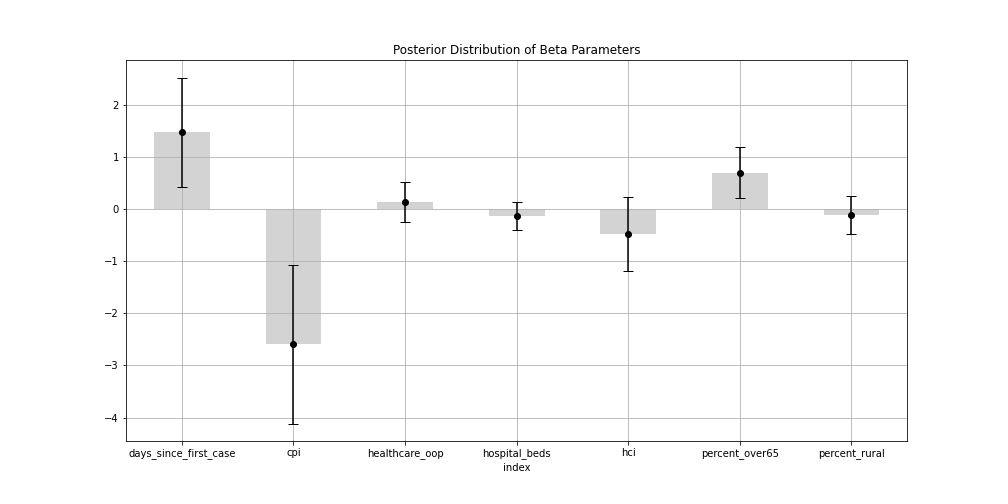 Posterior Distribution of Beta Parameters
2
1
0
−1
−2
−3
−4
days_since_first_case cpi healthcare_oop hospital_beds hci percent_over65 percent_rural
index